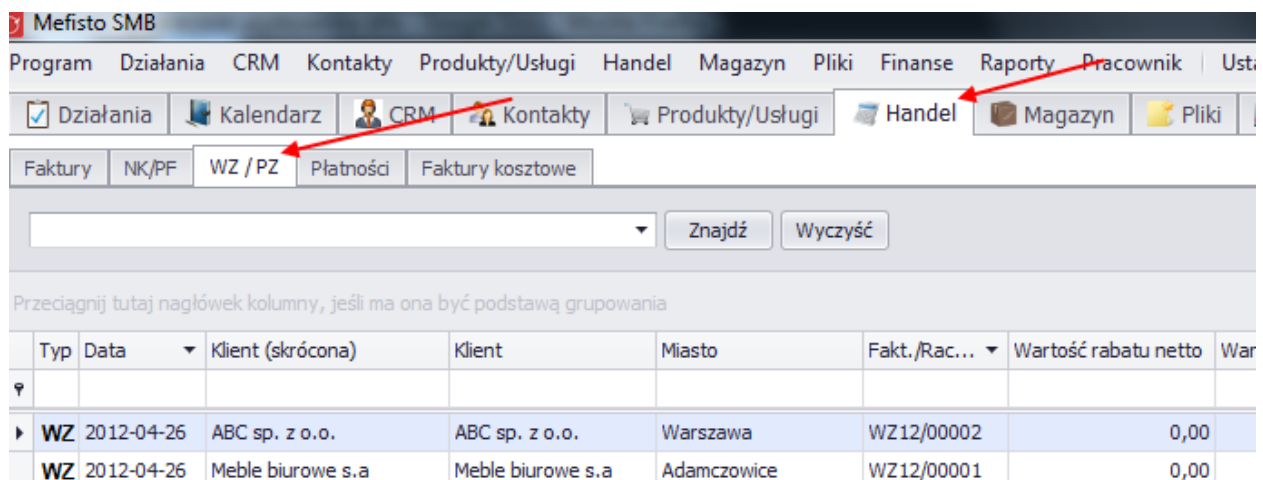 Mefisto SMB
Program Działania CRM Kontakty Produkty/Usługi Handel Magazyn Pliki Finanse Raporty Pracownik Usta
Działania Kalendarz CRM Kontakty Produkty/Usługi Handel Magazyn Pliki
Faktury NK/PF WZ / PZ Płatności Faktury kosztowe
Znajdź Wyczyść
Przeciągnij tutaj nagłówek kolumny, jeśli ma ona być podstawą grupowania
Typ Data Klient (skrócona) Klient Miasto Fakt./Rac... Wartość rabatu netto War
WZ 2012-04-26 ABC sp. z o.o. ABC sp. z o.o. Warszawa WZ12/00002 0,00
WZ 2012-04-26 Meble biurowe s.a Meble biurowe s.a Adamczowice WZ12/00001 0,00